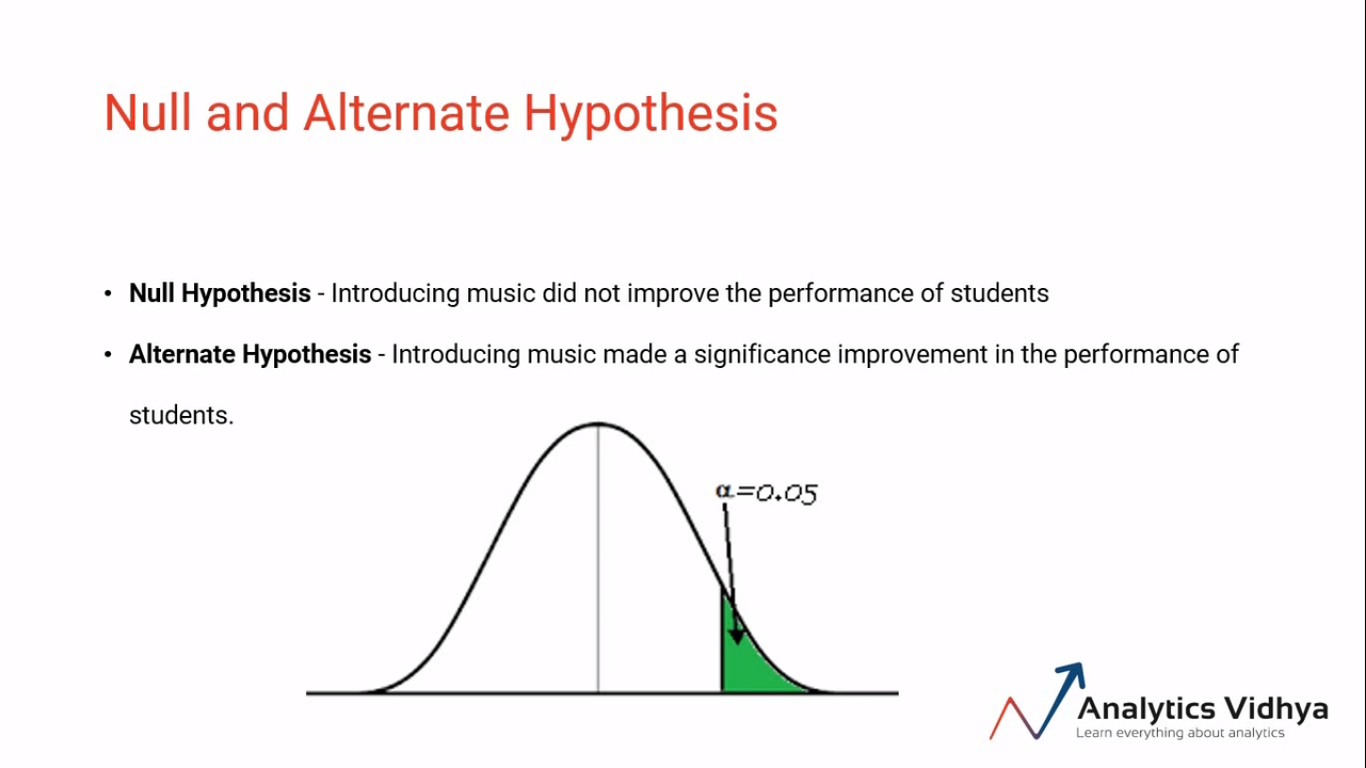 Null and Alternate Hypothesis
• Null Hypothesis - Introducing music did not improve the performance of students
• Alternate Hypothesis - Introducing music made a significance improvement in the performance of
students.
α=0.05
Analytics Vidhya
Learn everything about analytics